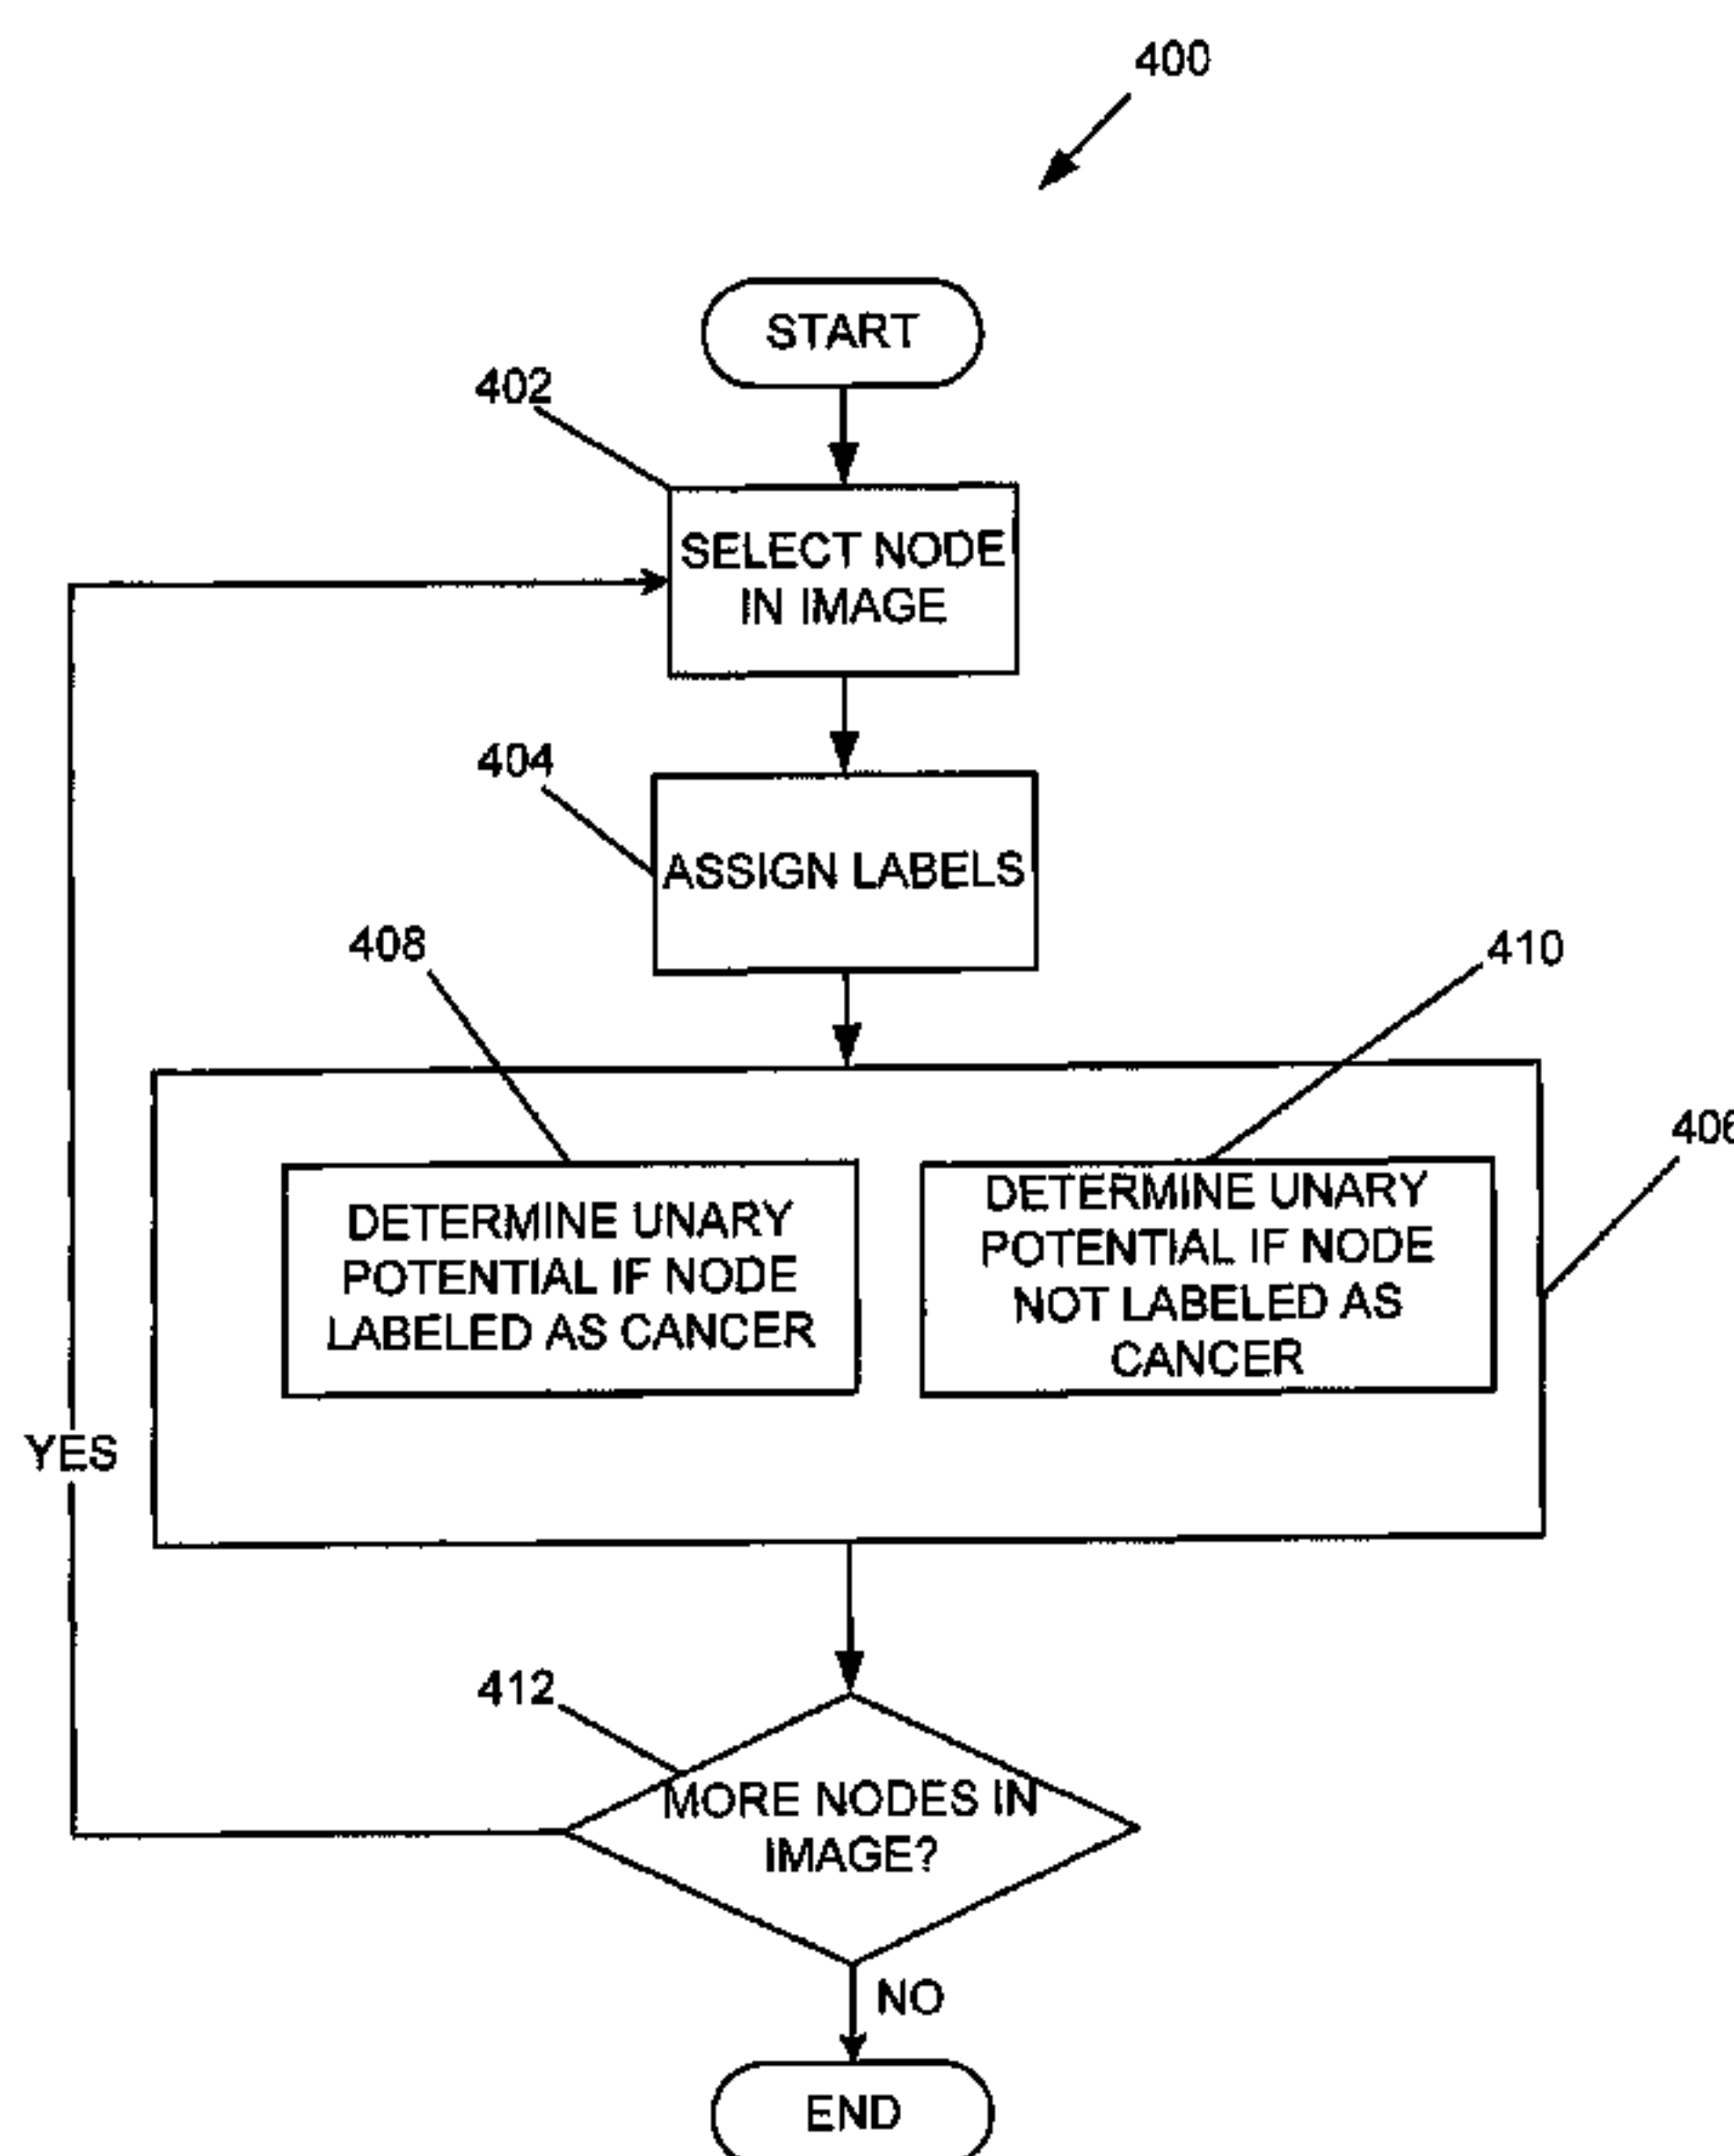 400
START
402
SELECT NODE
IN IMAGE
404
ASSIGN LABELS
408
410
406
DETERMINE UNARY
POTENTIAL IF NODE
LABELED AS CANCER
DETERMINE UNARY
POTENTIAL IF NODE
NOT LABELED AS
CANCER
YES
412
MORE NODES IN
IMAGE?
NO
END